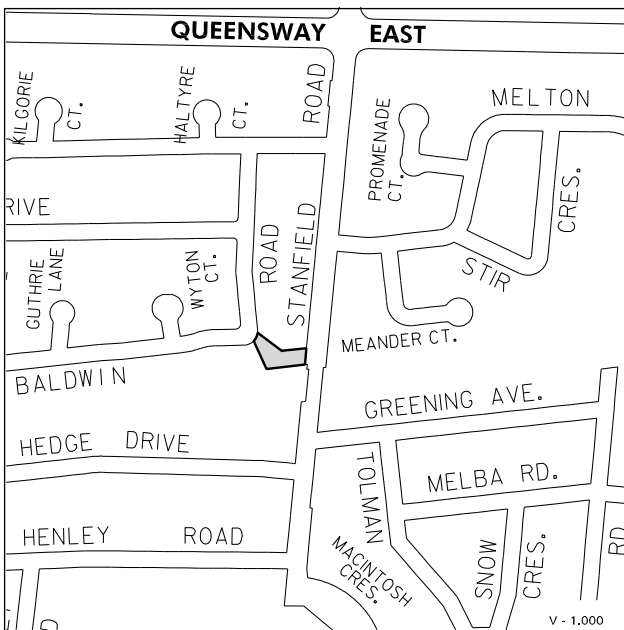 QUEENSWAY EAST
KILGORIE CT.
HALTYRE CT.
ROAD
PROMENADE CT.
MELTON
CRES.
RIVE
ROAD
STANFIELD
STIR
GUTHRIE LANE
WYTON CT.
MEANDER CT.
BALDWIN
GREENING AVE.
HEDGE DRIVE
TOLMAN
MELBA RD.
HENLEY ROAD
MACINTOSH
CRES.
SNOW
CRES.
RD
V - 1.000